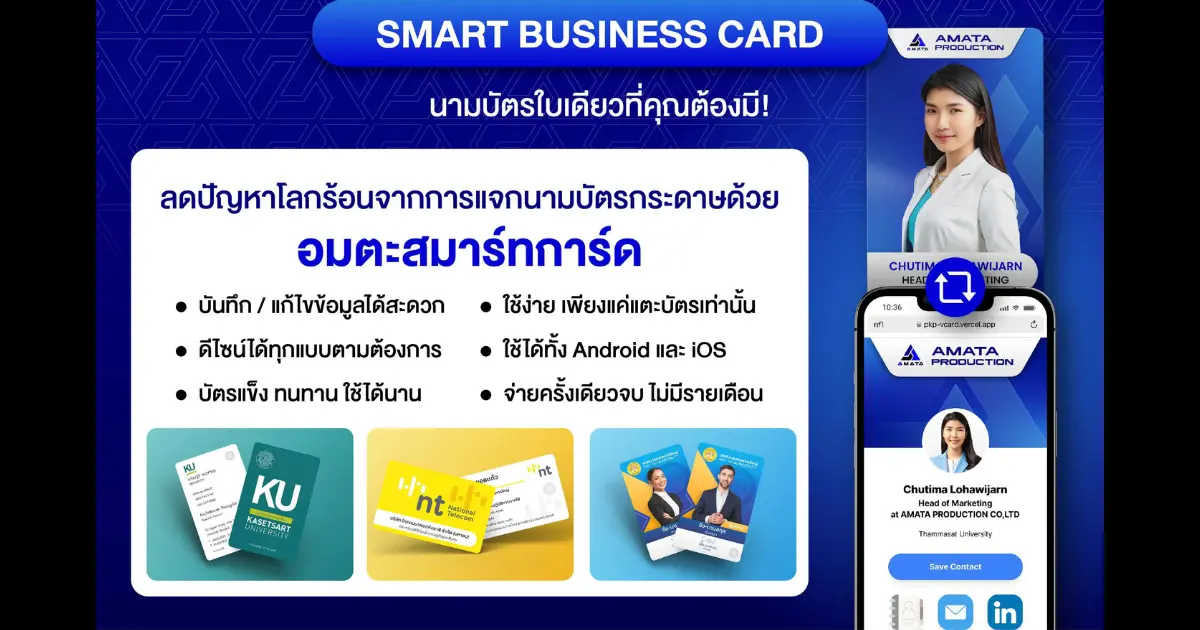 SMART BUSINESS CARD
นามบัตรใบเดียวที่คุณต้องมี!
ลดปัญหาโลกร้อนจากการแจกนามบัตรกระดาษด้วย
อมตะสมาร์ทการ์ด
• บันทึก / แก้ไขข้อมูลได้สะดวก
• ดีไซน์ได้ทุกแบบตามต้องการ
• บัตรแข็ง ทนทาน ใช้ได้นาน
• ใช้ง่าย เพียงแค่แตะบัตรเท่านั้น
• ใช้ได้ทั้ง Android และ iOS
• จ่ายครั้งเดียวจบ ไม่มีรายเดือน
KU
KU
KASETSART
UNIVERSITY
nt
National
Telecom
nt
AMATA
AMATA
PRODUCTION
HEAD
10:36
pkp-vcard.vercel.app
AMATA
AMATA
PRODUCTION
Chutima Lohawijarn
Head of Marketing
at AMATA PRODUCTION CO,LTD
Thammasat University
Save Contact
in